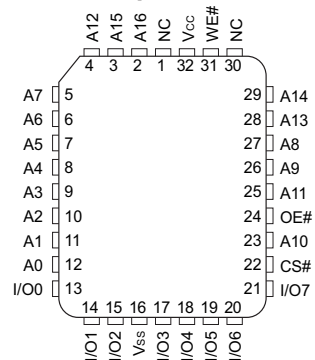 A12 A15 A16 NC Vcc WE# NC
4 3 2 1 32 31 30
A7 5 29 A14
A6 6 28 A13
A5 7 27 A8
A4 8 26 A9
A3 9 25 A11
A2 10 24 OE#
A1 11 23 A10
A0 12 22 CS#
I/O0 13 21 I/O7
14 15 16 17 18 19 20
I/O1 I/O2 Vss I/O3 I/O4 I/O5 I/O6